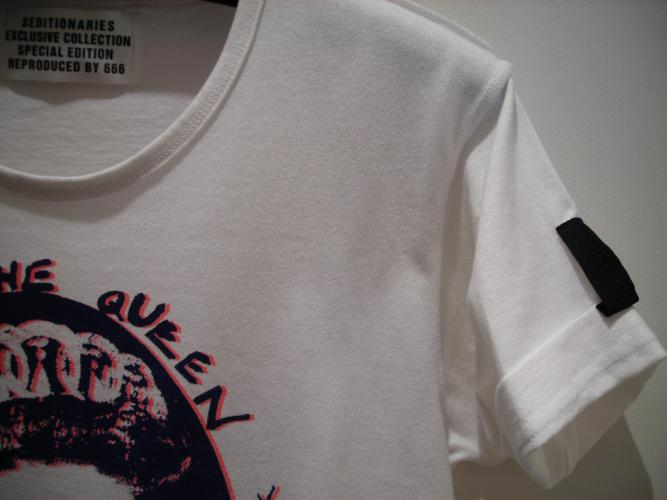 SEDITIONARIES
EXCLUSIVE COLLECTION
SPECIAL EDITION
REPRODUCED BY 666
HE QUEEN